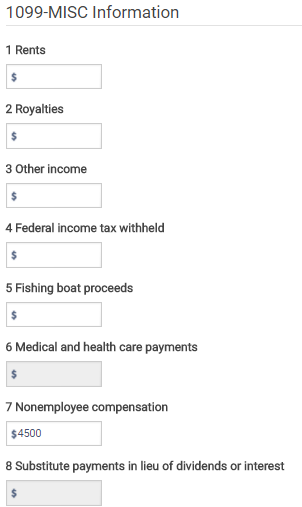 1099-MISC Information
1 Rents
$
2 Royalties
$
3 Other income
$
4 Federal income tax withheld
$
5 Fishing boat proceeds
$
6 Medical and health care payments
$
7 Nonemployee compensation
$4500
8 Substitute payments in lieu of dividends or interest
$